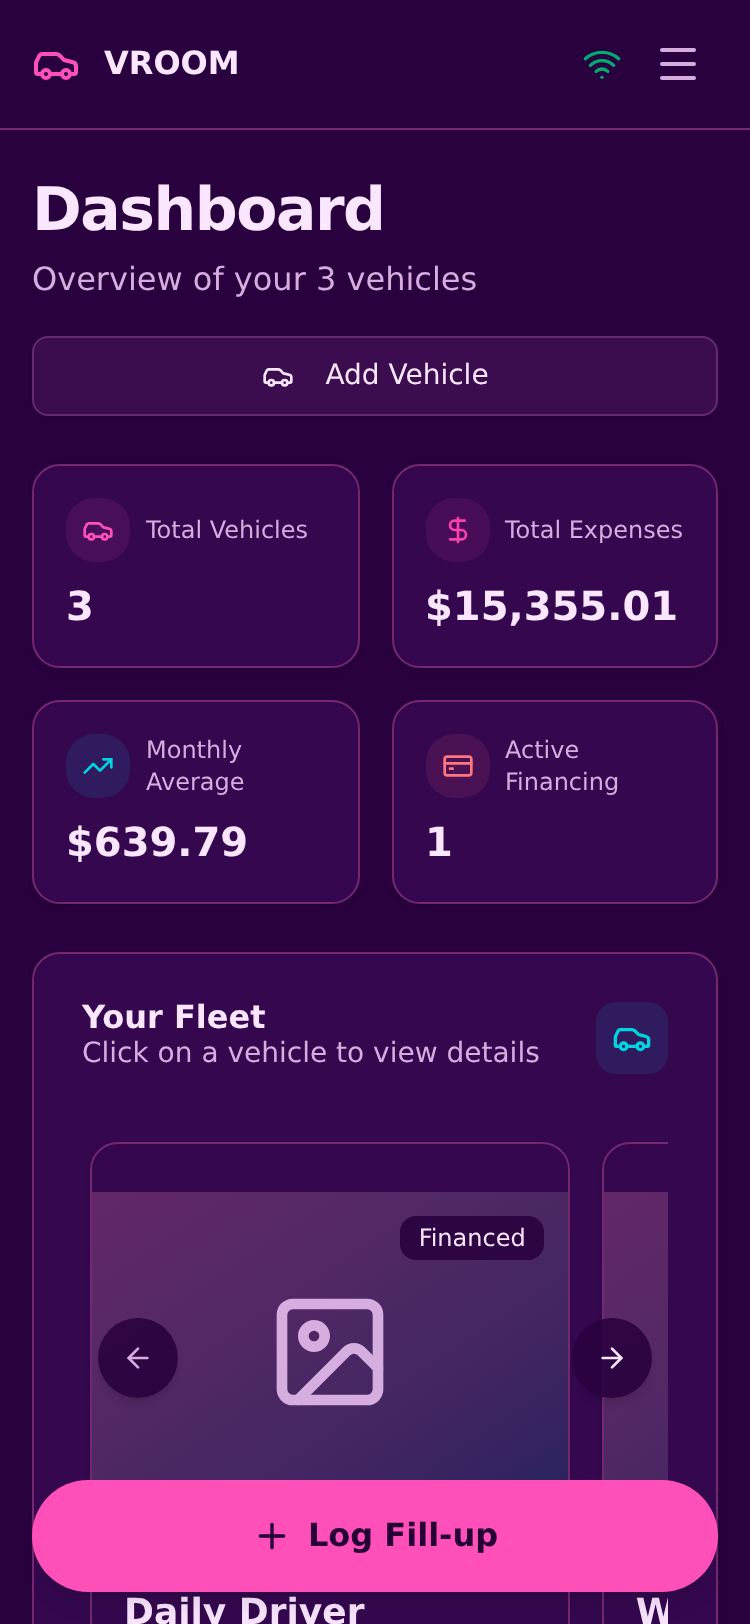 VROOM
Dashboard
Overview of your 3 vehicles
Add Vehicle
Total Vehicles
3
Total Expenses
$15,355.01
Monthly
Average
$639.79
Active
Financing
1
Your Fleet
Click on a vehicle to view details
Financed
Log Fill-up
Daily Driver
W